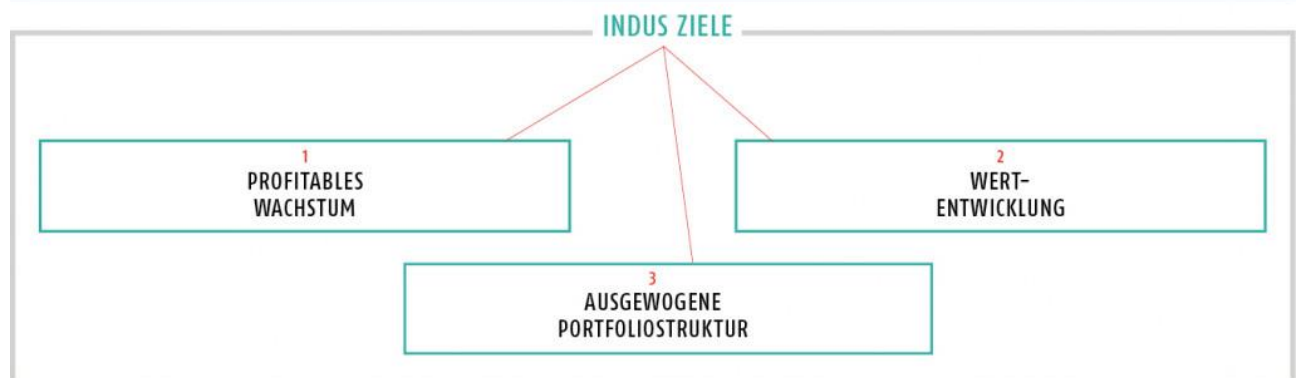 INDUS ZIELE
1
PROFITABLES
WACHSTUM
2
WERT-
ENTWICKLUNG
3
AUSGEWOGENE
PORTFOLIOSTRUKTUR